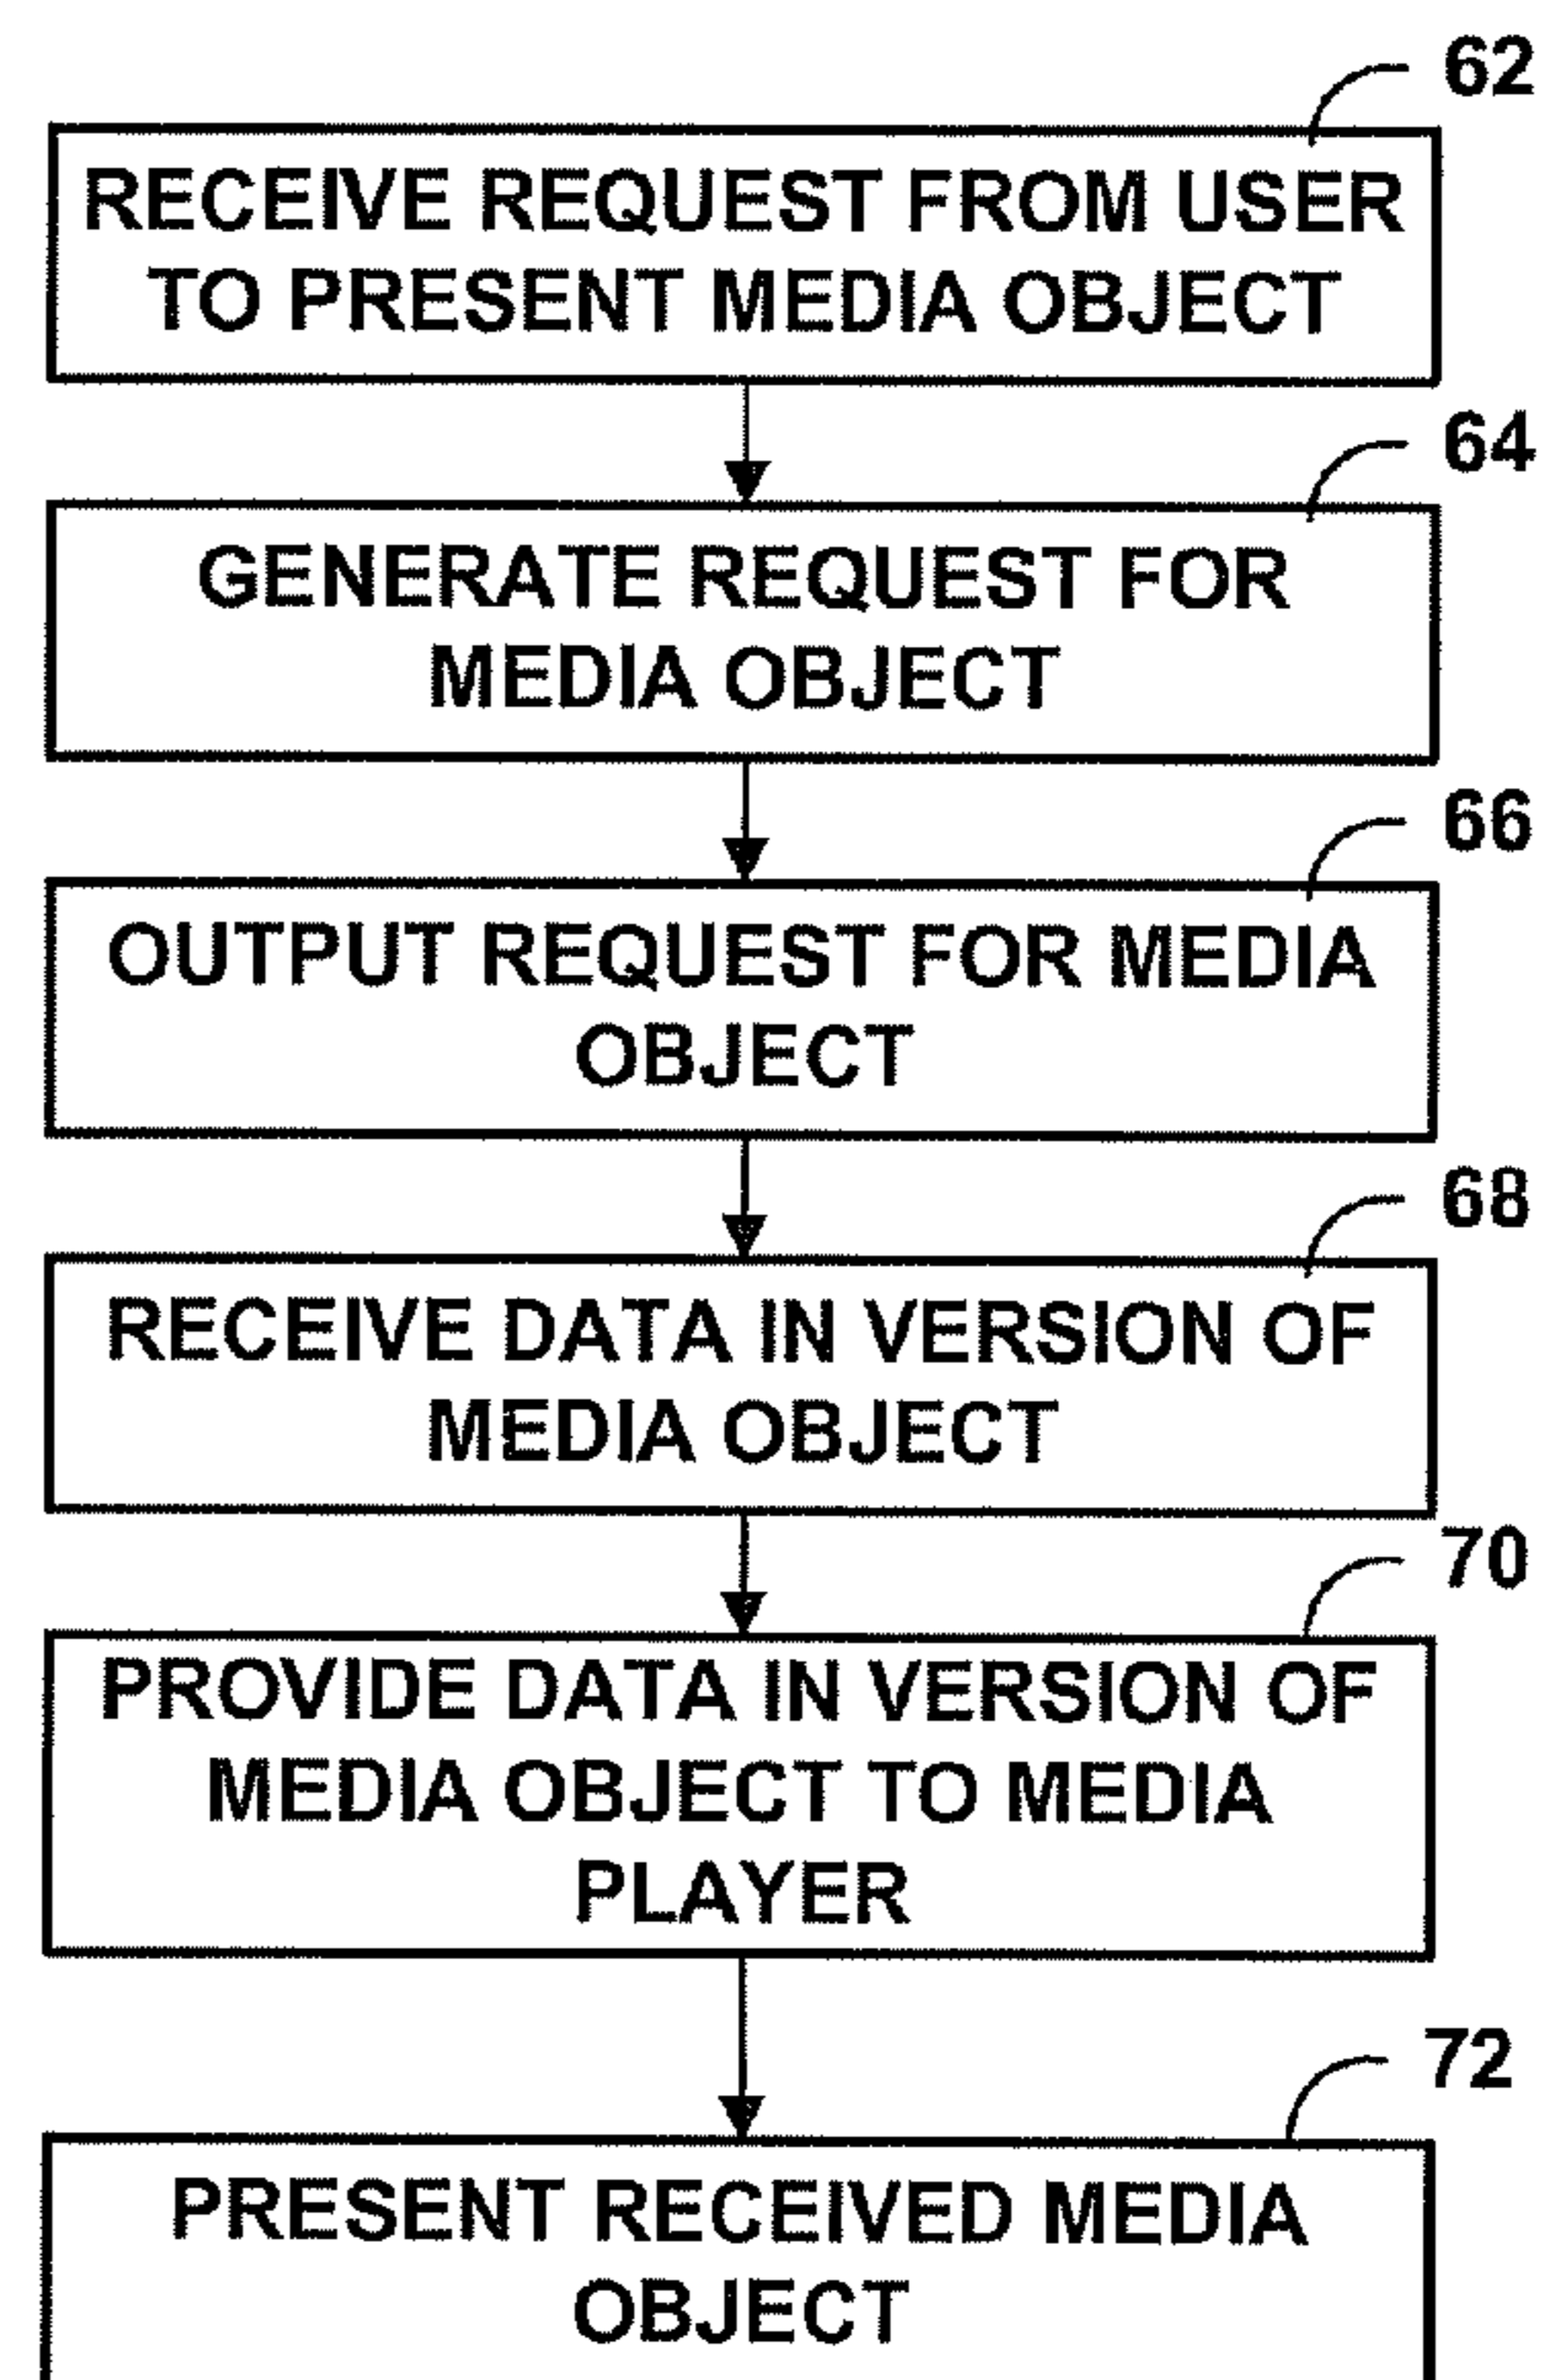 62
RECEIVE REQUEST FROM USER
TO PRESENT MEDIA OBJECT
64
GENERATE REQUEST FOR
MEDIA OBJECT
66
OUTPUT REQUEST FOR MEDIA
OBJECT
68
RECEIVE DATA IN VERSION OF
MEDIA OBJECT
70
PROVIDE DATA IN VERSION OF
MEDIA OBJECT TO MEDIA
PLAYER
72
PRESENT RECEIVED MEDIA
OBJECT